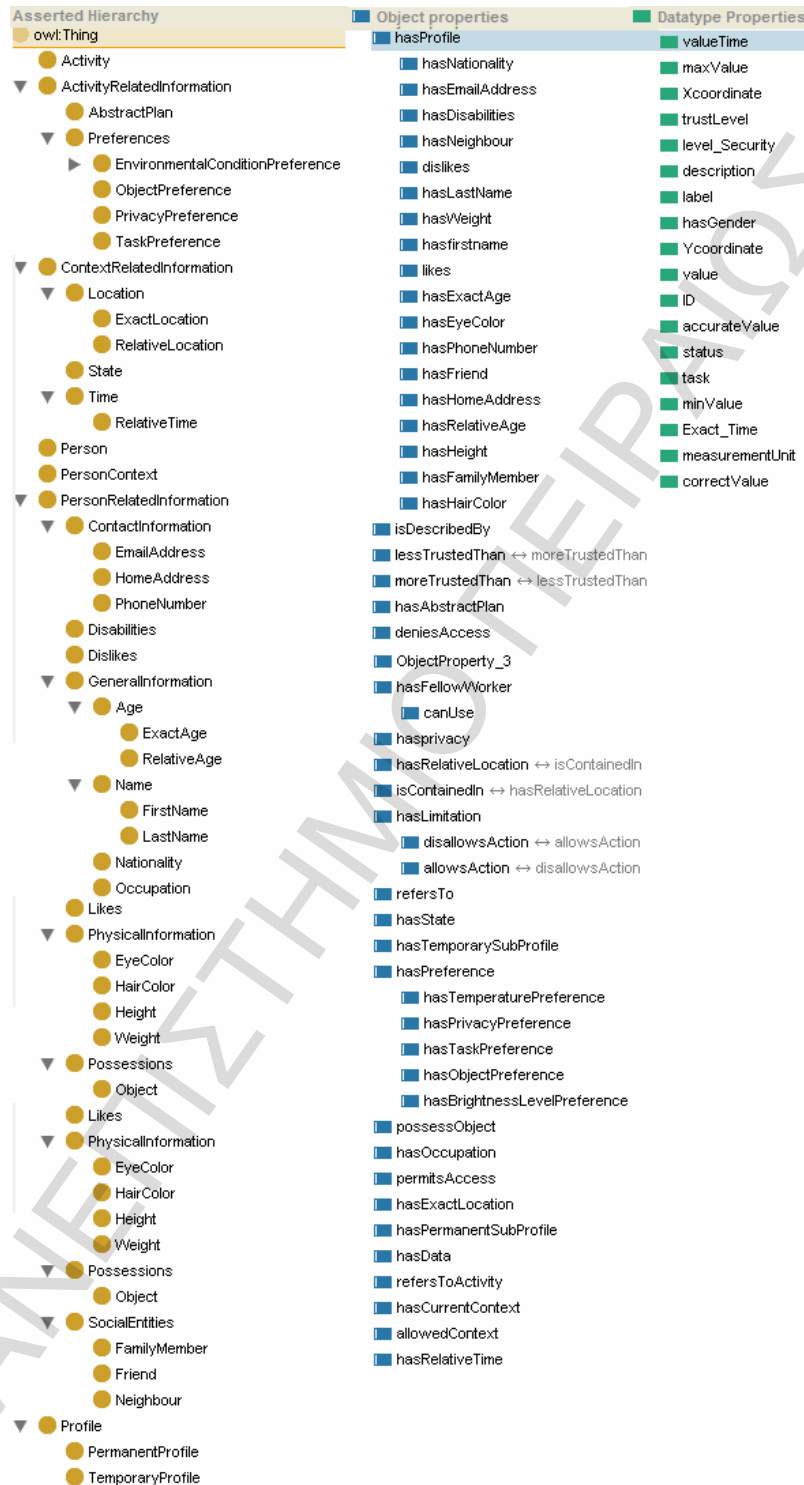 Asserted Hierarchy
owl:Thing
Activity
ActivityRelatedInformation
AbstractPlan
Preferences
EnvironmentalConditionPreference
ObjectPreference
PrivacyPreference
TaskPreference
ContextRelatedInformation
Location
ExactLocation
RelativeLocation
State
Time
RelativeTime
Person
PersonContext
PersonRelatedInformation
ContactInformation
EmailAddress
HomeAddress
PhoneNumber
Disabilities
Dislikes
GeneralInformation
Age
ExactAge
RelativeAge
Name
FirstName
LastName
Nationality
Occupation
Likes
PhysicalInformation
EyeColor
HairColor
Height
Weight
Possessions
Object
Likes
PhysicalInformation
EyeColor
HairColor
Height
Weight
Possessions
Object
SocialEntities
FamilyMember
Friend
Neighbour
Profile
PermanentProfile
TemporaryProfile
Object properties
hasProfile
hasNationality
hasEmailAddress
hasDisabilities
hasNeighbour
dislikes
hasLastName
hasWeight
hasfirstname
likes
hasExactAge
hasEyeColor
hasPhoneNumber
hasFriend
hasHomeAddress
hasRelativeAge
hasHeight
hasFamilyMember
hasHairColor
isDescribedBy
lessTrustedThan ↔ moreTrustedThan
moreTrustedThan ↔ lessTrustedThan
hasAbstractPlan
deniesAccess
ObjectProperty_3
hasFellowWorker
canUse
hasprivacy
hasRelativeLocation ↔ isContainedIn
isContainedIn ↔ hasRelativeLocation
hasLimitation
disallowsAction ↔ allowsAction
allowsAction ↔ disallowsAction
refersTo
hasState
hasTemporarySubProfile
hasPreference
hasTemperaturePreference
hasPrivacyPreference
hasTaskPreference
hasObjectPreference
hasBrightnessLevelPreference
possessObject
hasOccupation
permitsAccess
hasExactLocation
hasPermanentSubProfile
hasData
refersToActivity
hasCurrentContext
allowedContext
hasRelativeTime
Datatype Properties
valueTime
maxValue
Xcoordinate
trustLevel
level_Security
description
label
hasGender
Ycoordinate
value
ID
accurateValue
status
task
minValue
Exact_Time
measurementUnit
correctValue
ΠΑΝΕΠΙΣΤΗΜΙΟ ΠΕΙΡΑΙΩΣ